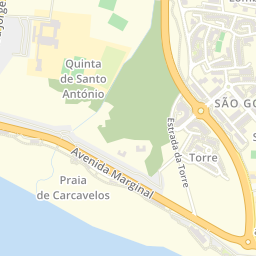 Quinta
de Santo
António
SÃO GO
Estrada da Torre
Torre
Avenida Marginal
Praia
de Carcavelos